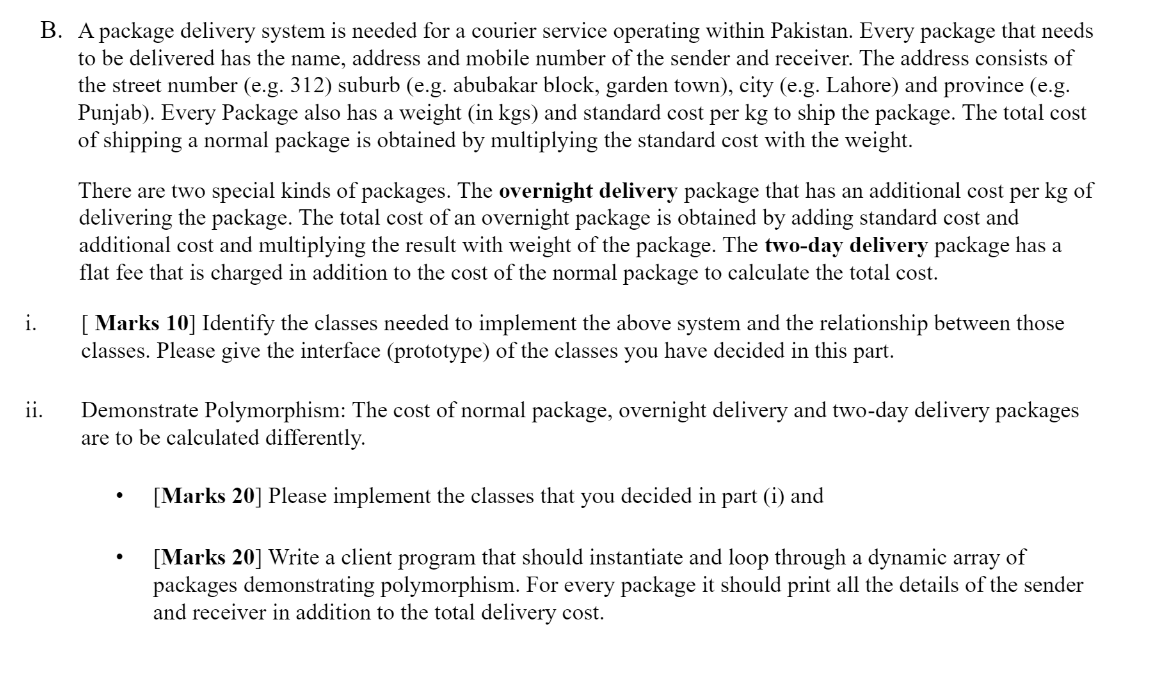 B. A package delivery system is needed for a courier service operating within Pakistan. Every package that needs
to be delivered has the name, address and mobile number of the sender and receiver. The address consists of
the street number (e.g. 312) suburb (e.g. abubakar block, garden town), city (e.g. Lahore) and province (e.g.
Punjab). Every Package also has a weight (in kgs) and standard cost per kg to ship the package. The total cost
of shipping a normal package is obtained by multiplying the standard cost with the weight.
There are two special kinds of packages. The overnight delivery package that has an additional cost per kg of
delivering the package. The total cost of an overnight package is obtained by adding standard cost and
additional cost and multiplying the result with weight of the package. The two-day delivery package has a
flat fee that is charged in addition to the cost of the normal package to calculate the total cost.
i. [ Marks 10] Identify the classes needed to implement the above system and the relationship between those
classes. Please give the interface (prototype) of the classes you have decided in this part.
ii. Demonstrate Polymorphism: The cost of normal package, overnight delivery and two-day delivery packages
are to be calculated differently.
• [Marks 20] Please implement the classes that you decided in part (i) and
• [Marks 20] Write a client program that should instantiate and loop through a dynamic array of
packages demonstrating polymorphism. For every package it should print all the details of the sender
and receiver in addition to the total delivery cost.